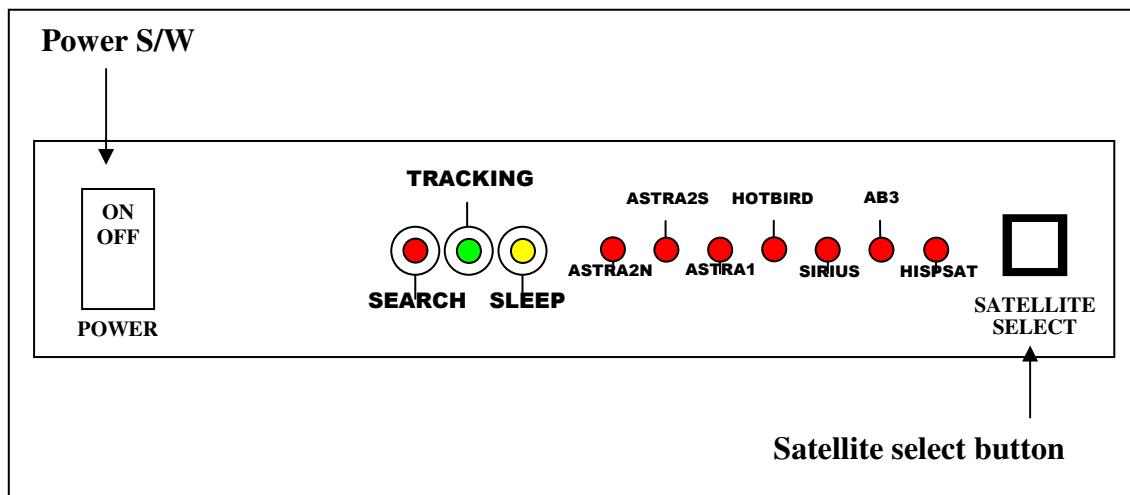 Power S/W
TRACKING
ASTRA2S HOTBIRD AB3
ON
OFF
ASTRA2N ASTRA1 SIRIUS HISPSAT
SEARCH SLEEP
POWER
SATELLITE
SELECT
Satellite select button